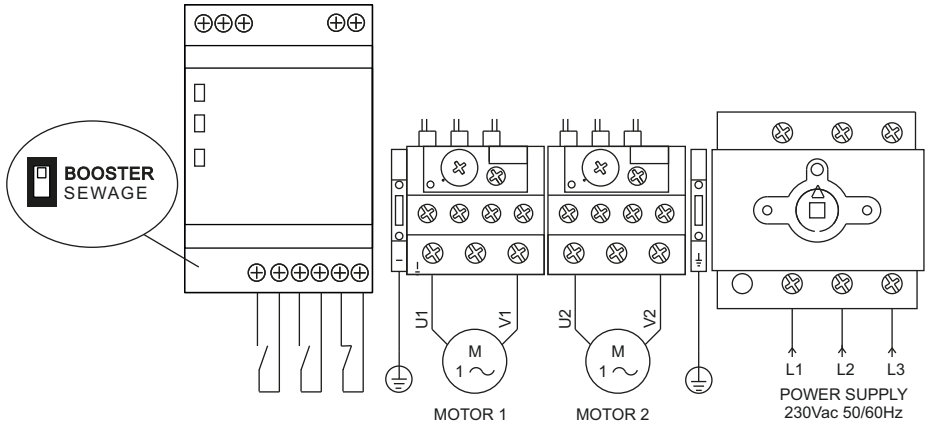 BOOSTER
SEWAGE
U1
V1
U2
V2
M
1
M
1
MOTOR 1
MOTOR 2
L1
L2
L3
POWER SUPPLY
230Vac 50/60Hz